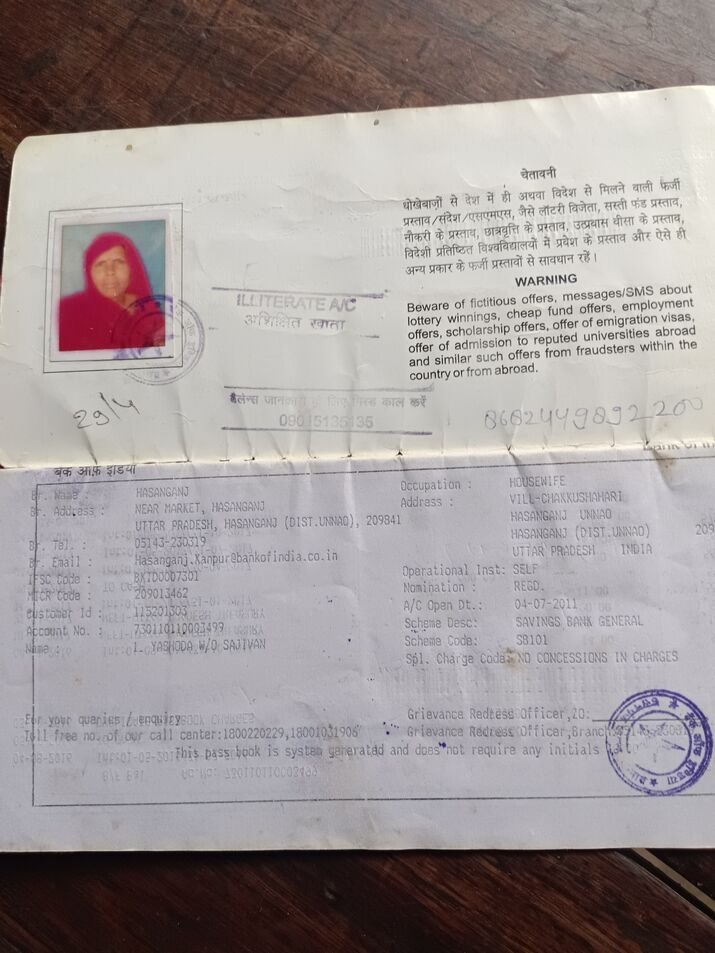 चेतावनी
धोखेबाज़ों से देश में ही अथवा विदेश से मिलने वाली फर्जी
प्रस्ताव/संदेश/एसएमएस, जैसे लॉटरी विजेता, सस्ती फंड प्रस्ताव,
नौकरी के प्रस्ताव, छात्रवृत्ति के प्रस्ताव, उत्प्रवास वीसा के प्रस्ताव,
विदेशी प्रतिष्ठित विश्वविद्यालयों में प्रवेश के प्रस्ताव और ऐसे ही
अन्य प्रकार के फर्जी प्रस्तावों से सावधान रहें।
WARNING
Beware of fictitious offers, messages/SMS about
lottery winnings, cheap fund offers, employment
offers, scholarship offers, offer of emigration visas,
offer of admission to reputed universities abroad
and similar such offers from fraudsters within the
country or from abroad.
ILLITERATE A/C
अशिक्षित खाता
बैलेन्स जानकारी के लिए मिस्ड काल करें
09015135135
29/4
8682449892200
बैंक ऑफ़ इंडिया
Br. Name : HASANGANJ
Br. Address : NEAR MARKET, HASANGANJ
UTTAR PRADESH, HASANGANJ (DIST.UNNAO), 209841
Br. Tel. : 05143-230319
Br. Email : Hasanganj.Kanpur@bankofindia.co.in
IFSC Code : BKID0007301
MICR Code : 209013462
Customer Id : 115201303
Account No. : 730110110003499
Name : 1. YASHODA W/O SAJIVAN
Occupation : HOUSEWIFE
Address : VILL-CHAKKUSHAHARI
HASANGANJ UNNAO
HASANGANJ (DIST.UNNAO) 209
UTTAR PRADESH INDIA
Operational Inst: SELF
Nomination : REGD.
A/C Open Dt.: 04-07-2011
Scheme Desc: SAVINGS BANK GENERAL
Scheme Code: SB101
Spl. Charge Code: NO CONCESSIONS IN CHARGES
For your queries / enquiry
Toll free no. of our call center:1800220229,18001031906
Grievance Redress Officer,ZO:
Grievance Redress Officer,Branch:
This pass book is system generated and does not require any initials